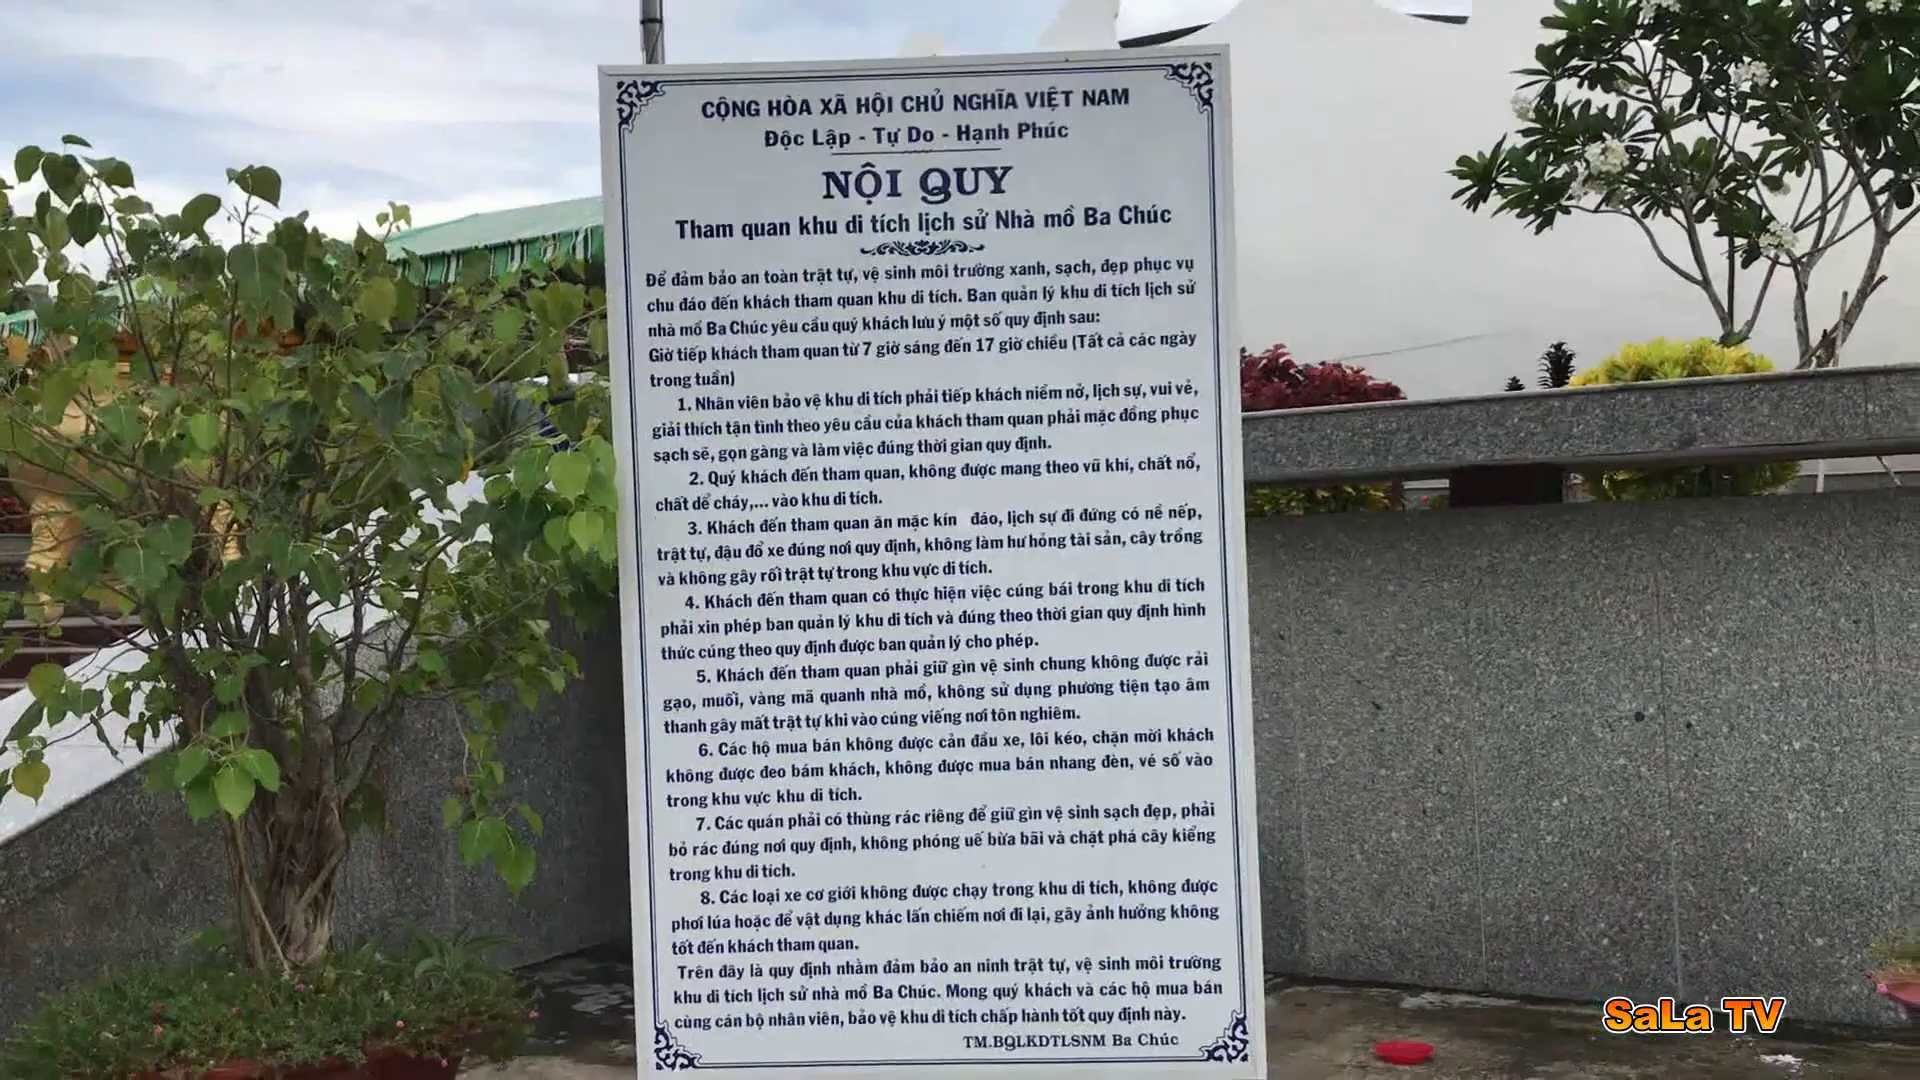 CỘNG HÒA XÃ HỘI CHỦ NGHĨA VIỆT NAM
Độc Lập - Tự Do - Hạnh Phúc
NỘI QUY
Tham quan khu di tích lịch sử Nhà mồ Ba Chúc
Để đảm bảo an toàn trật tự, vệ sinh môi trường xanh, sạch, đẹp phục vụ
chu đáo đến khách tham quan khu di tích. Ban quản lý khu di tích lịch sử
nhà mồ Ba Chúc yêu cầu quý khách lưu ý một số quy định sau:
Giờ tiếp khách tham quan từ 7 giờ sáng đến 17 giờ chiều (Tất cả các ngày
trong tuần)
1. Nhân viên bảo vệ khu di tích phải tiếp khách niềm nở, lịch sự, vui vẻ,
giải thích tận tình theo yêu cầu của khách tham quan phải mặc đồng phục
sạch sẽ, gọn gàng và làm việc đúng thời gian quy định.
2. Quý khách đến tham quan, không được mang theo vũ khí, chất nổ,
chất dể cháy,... vào khu di tích.
3. Khách đến tham quan ăn mặc kín đáo, lịch sự đi đứng có nề nếp,
trật tự, đậu đổ xe đúng nơi quy định, không làm hư hỏng tài sản, cây trồng
và không gây rối trật tự trong khu vực di tích.
4. Khách đến tham quan có thực hiện việc cúng bái trong khu di tích
phải xin phép ban quản lý khu di tích và đúng theo thời gian quy định hình
thức cúng theo quy định được ban quản lý cho phép.
5. Khách đến tham quan phải giữ gìn vệ sinh chung không được rải
gạo, muối, vàng mã quanh nhà mồ, không sử dụng phương tiện tạo âm
thanh gây mất trật tự khi vào cúng viếng nơi tôn nghiêm.
6. Các hộ mua bán không được cản đầu xe, lôi kéo, chặn mời khách
không được đeo bám khách, không được mua bán nhang đèn, vé số vào
trong khu vực khu di tích.
7. Các quán phải có thùng rác riêng để giữ gìn vệ sinh sạch đẹp, phải
bỏ rác đúng nơi quy định, không phóng uế bừa bãi và chặt phá cây kiểng
trong khu di tích.
8. Các loại xe cơ giới không được chạy trong khu di tích, không được
phơi lúa hoặc để vật dụng khác lấn chiếm nơi đi lại, gây ảnh hưởng không
tốt đến khách tham quan.
Trên đây là quy định nhằm đảm bảo an ninh trật tự, vệ sinh môi trường
khu di tích lịch sử nhà mồ Ba Chúc. Mong quý khách và các hộ mua bán
cùng cán bộ nhân viên, bảo vệ khu di tích chấp hành tốt quy định này.
TM.BQLKDTLSNM Ba Chúc
SaLa TV